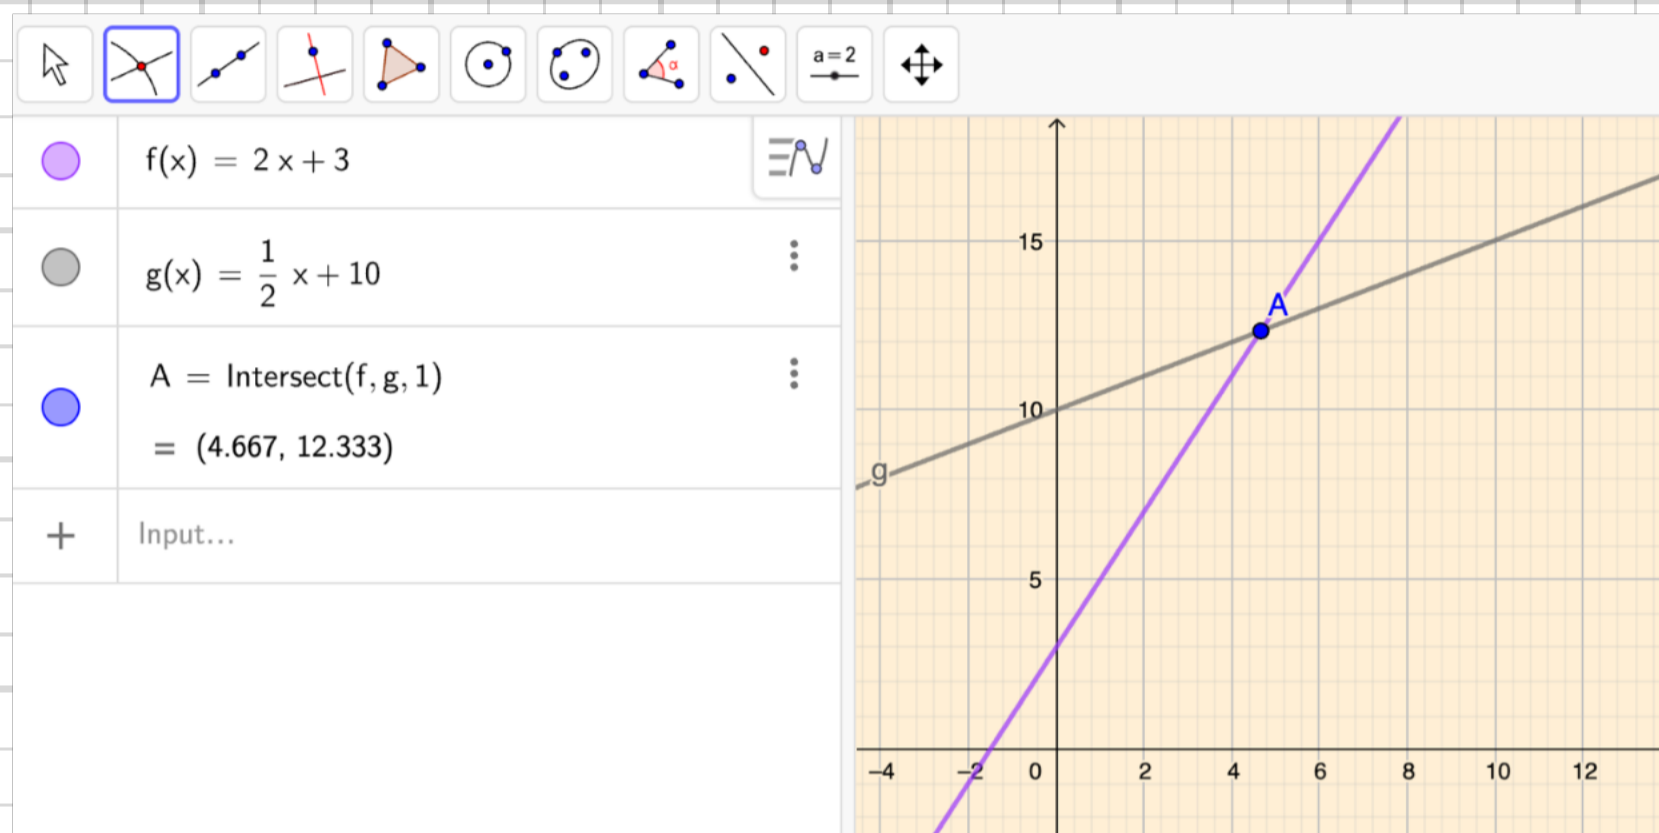 α
a=2
f(x) = 2 x + 3
g(x) = 1/2 x + 10
A = Intersect(f, g, 1)
= (4.667, 12.333)
+ Input…
15
A
10
g
5
−4 −2 0 2 4 6 8 10 12